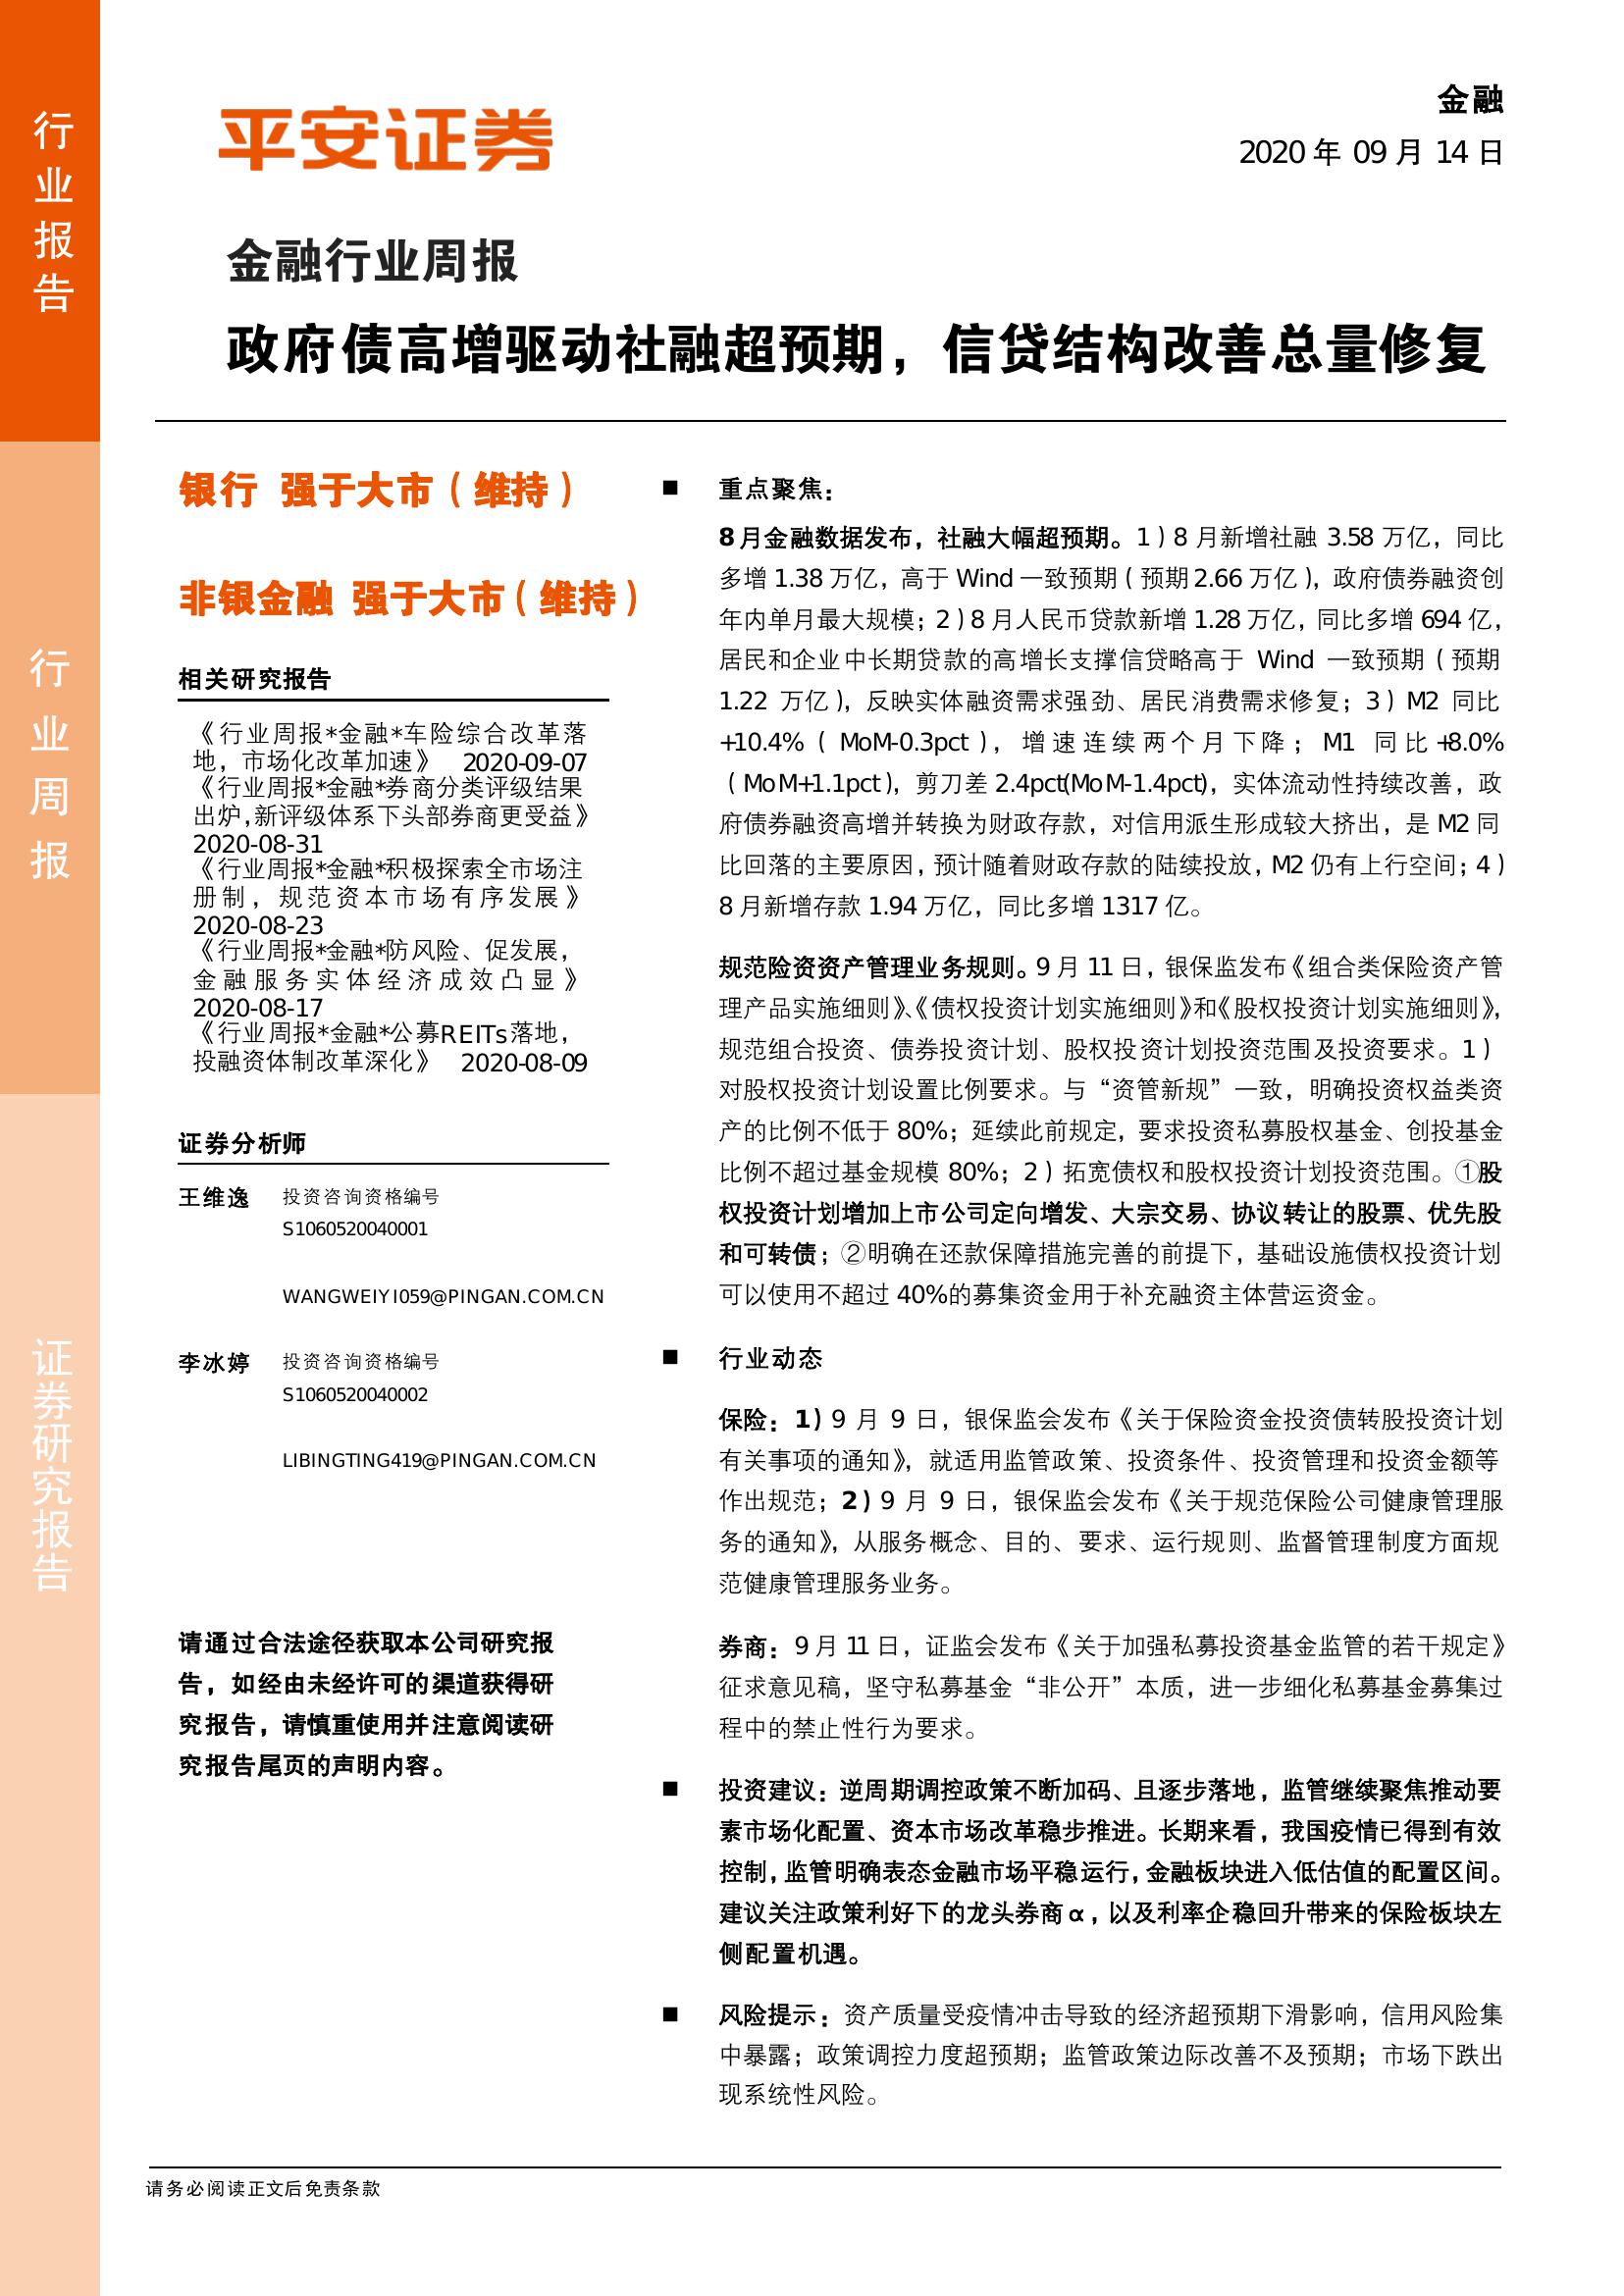 行业报告
行业周报
证券研究报告
平安证券
金融
2020 年 09 月 14 日
金融行业周报
政府债高增驱动社融超预期，信贷结构改善总量修复
银行 强于大市（维持）
非银金融 强于大市（维持）
相关研究报告
《行业周报*金融*车险综合改革落
地，市场化改革加速》 2020-09-07
《行业周报*金融*券商分类评级结果
出炉,新评级体系下头部券商更受益》
2020-08-31
《行业周报*金融*积极探索全市场注
册制，规范资本市场有序发展》
2020-08-23
《行业周报*金融*防风险、促发展，
金融服务实体经济成效凸显》
2020-08-17
《行业周报*金融*公募REITs落地，
投融资体制改革深化》 2020-08-09
证券分析师
王维逸 投资咨询资格编号
S1060520040001
WANGWEIYI059@PINGAN.COM.CN
李冰婷 投资咨询资格编号
S1060520040002
LIBINGTING419@PINGAN.COM.CN
请通过合法途径获取本公司研究报
告，如经由未经许可的渠道获得研
究报告，请慎重使用并注意阅读研
究报告尾页的声明内容。
■ 重点聚焦：
8 月金融数据发布，社融大幅超预期。1）8 月新增社融 3.58 万亿，同比
多增 1.38 万亿，高于 Wind 一致预期（预期 2.66 万亿），政府债券融资创
年内单月最大规模；2）8 月人民币贷款新增 1.28 万亿，同比多增 694 亿，
居民和企业中长期贷款的高增长支撑信贷略高于 Wind 一致预期（预期
1.22 万亿），反映实体融资需求强劲、居民消费需求修复；3）M2 同比
+10.4%（MoM-0.3pct），增速连续两个月下降；M1 同比+8.0%
（MoM+1.1pct），剪刀差 2.4pct(MoM-1.4pct)，实体流动性持续改善，政
府债券融资高增并转换为财政存款，对信用派生形成较大挤出，是 M2 同
比回落的主要原因，预计随着财政存款的陆续投放，M2 仍有上行空间；4）
8 月新增存款 1.94 万亿，同比多增 1317 亿。
规范险资资产管理业务规则。9 月 11 日，银保监发布《组合类保险资产管
理产品实施细则》、《债权投资计划实施细则》和《股权投资计划实施细则》，
规范组合投资、债券投资计划、股权投资计划投资范围及投资要求。1）
对股权投资计划设置比例要求。与“资管新规”一致，明确投资权益类资
产的比例不低于 80%；延续此前规定，要求投资私募股权基金、创投基金
比例不超过基金规模 80%；2）拓宽债权和股权投资计划投资范围。①股
权投资计划增加上市公司定向增发、大宗交易、协议转让的股票、优先股
和可转债；②明确在还款保障措施完善的前提下，基础设施债权投资计划
可以使用不超过 40%的募集资金用于补充融资主体营运资金。
■ 行业动态
保险：1）9 月 9 日，银保监会发布《关于保险资金投资债转股投资计划
有关事项的通知》，就适用监管政策、投资条件、投资管理和投资金额等
作出规范；2）9 月 9 日，银保监会发布《关于规范保险公司健康管理服
务的通知》，从服务概念、目的、要求、运行规则、监督管理制度方面规
范健康管理服务业务。
券商：9 月 11 日，证监会发布《关于加强私募投资基金监管的若干规定》
征求意见稿，坚守私募基金“非公开”本质，进一步细化私募基金募集过
程中的禁止性行为要求。
■ 投资建议：逆周期调控政策不断加码、且逐步落地，监管继续聚焦推动要
素市场化配置、资本市场改革稳步推进。长期来看，我国疫情已得到有效
控制，监管明确表态金融市场平稳运行，金融板块进入低估值的配置区间。
建议关注政策利好下的龙头券商 α，以及利率企稳回升带来的保险板块左
侧配置机遇。
■ 风险提示：资产质量受疫情冲击导致的经济超预期下滑影响，信用风险集
中暴露；政策调控力度超预期；监管政策边际改善不及预期；市场下跌出
现系统性风险。
请务必阅读正文后免责条款